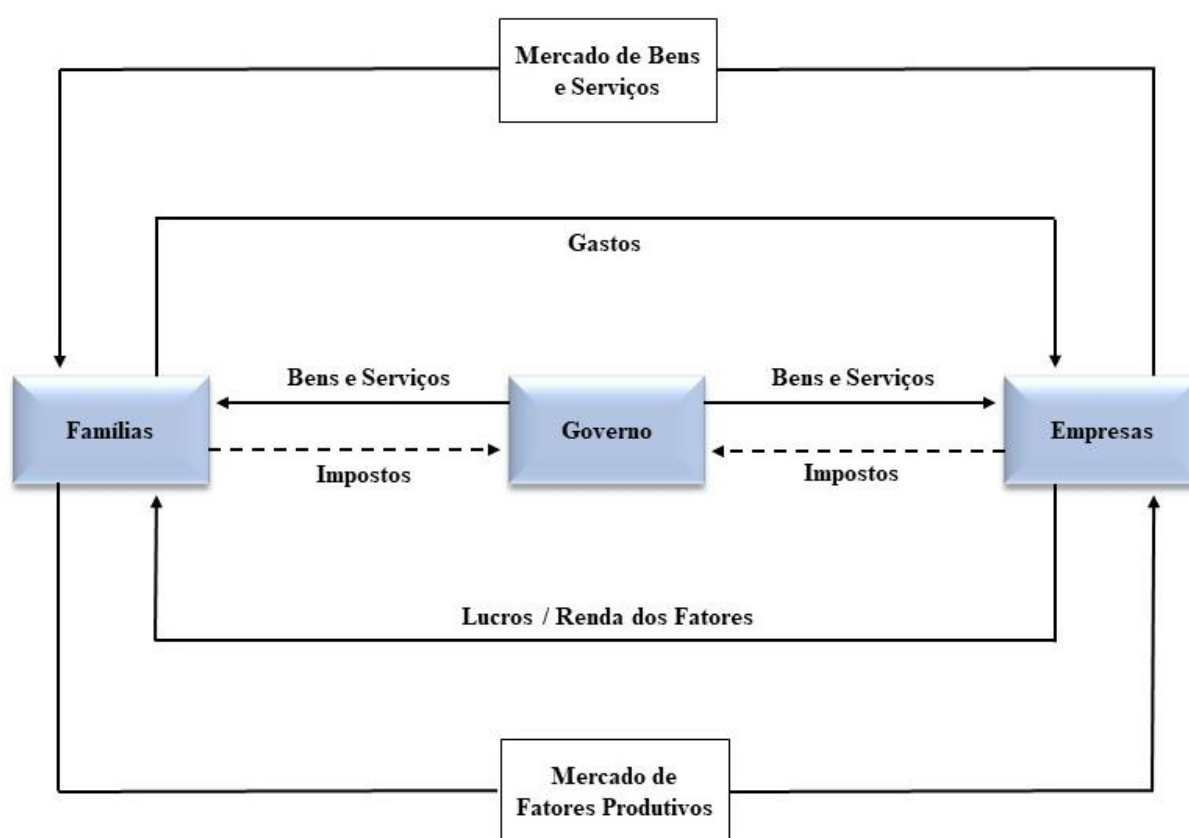 Mercado de Bens
e Serviços
Gastos
Bens e Serviços
Bens e Serviços
Famílias
Governo
Empresas
Impostos
Impostos
Lucros / Renda dos Fatores
Mercado de
Fatores Produtivos